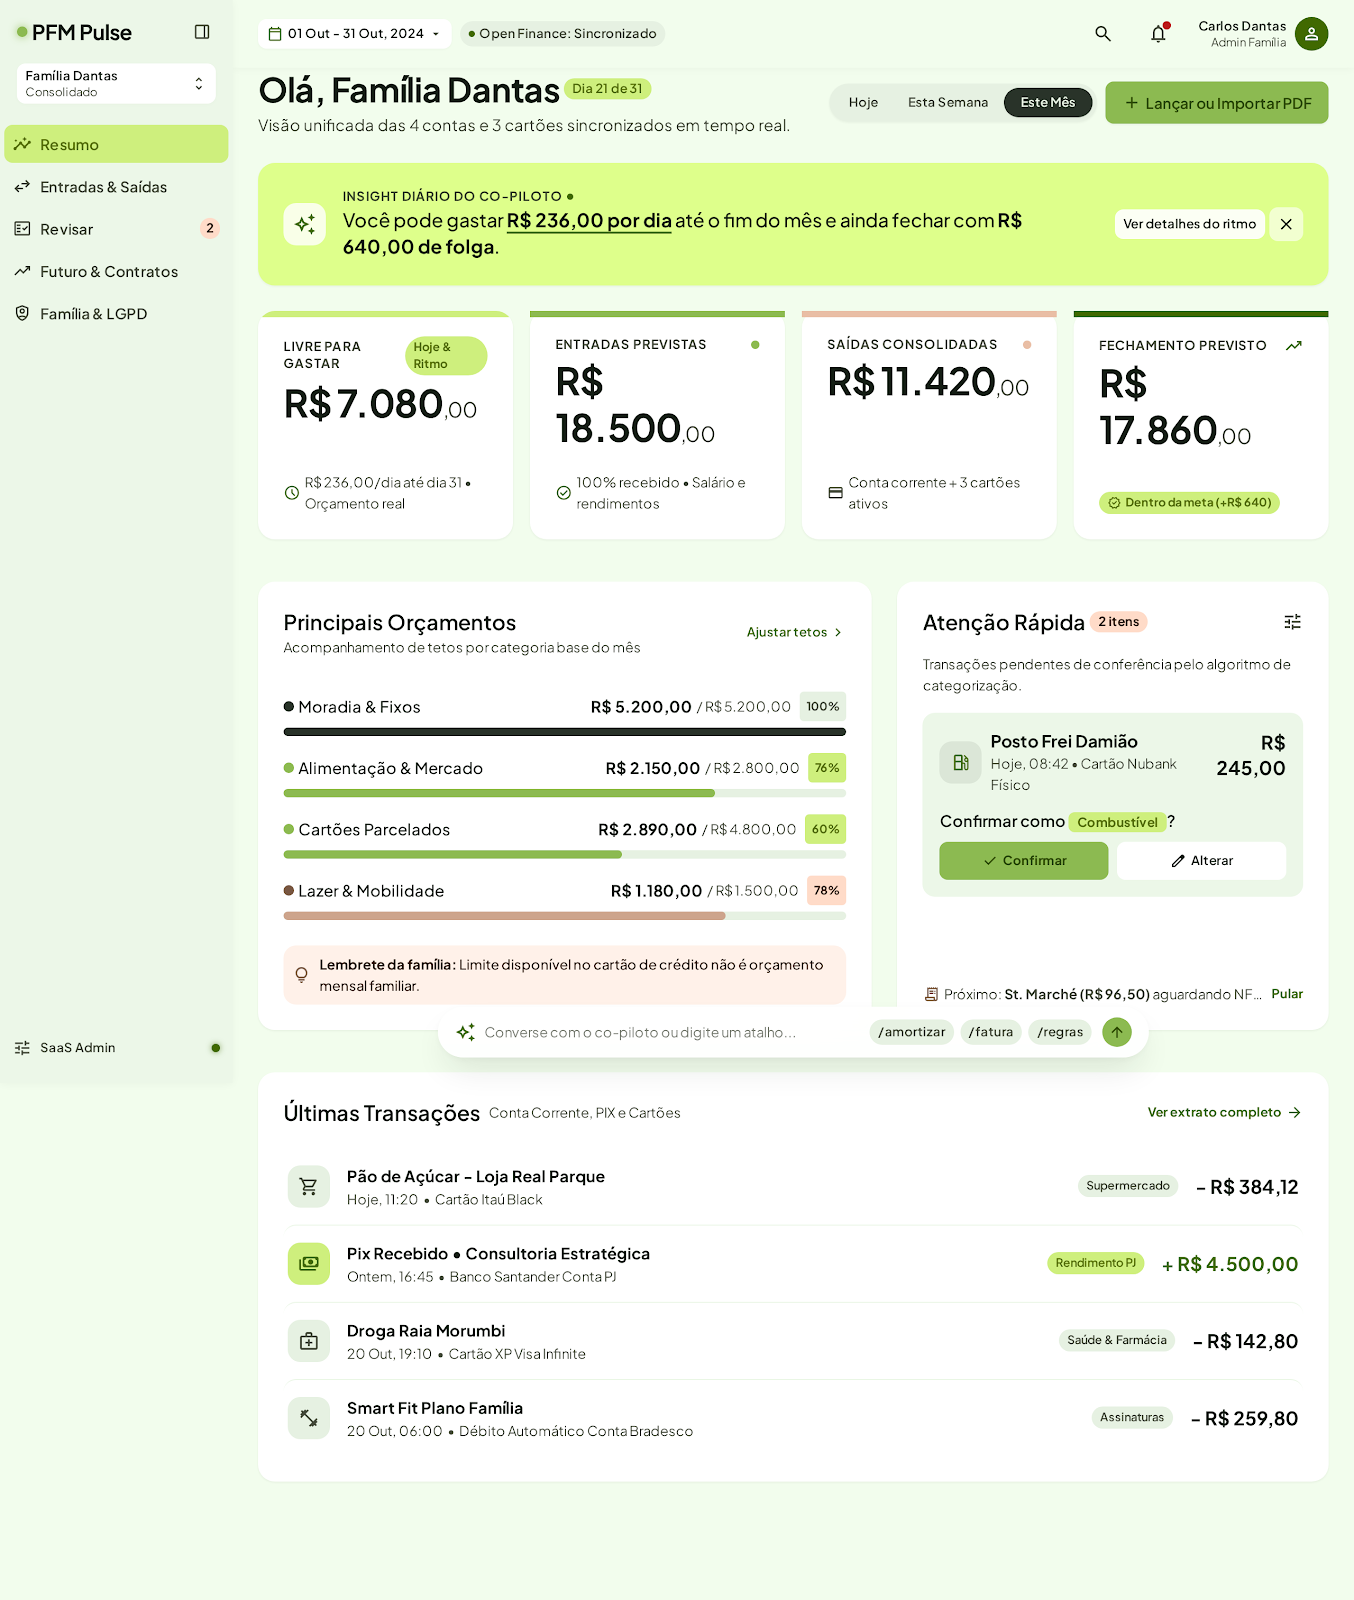 PFM Pulse
Família Dantas
Consolidado
Resumo
Entradas & Saídas
Revisar
2
Futuro & Contratos
Família & LGPD
SaaS Admin
01 Out - 31 Out, 2024
Open Finance: Sincronizado
Carlos Dantas
Admin Família
Olá, Família Dantas
Dia 21 de 31
Visão unificada das 4 contas e 3 cartões sincronizados em tempo real.
Hoje
Esta Semana
Este Mês
Lançar ou Importar PDF
INSIGHT DIÁRIO DO CO-PILOTO •
Você pode gastar R$ 236,00 por dia até o fim do mês e ainda fechar com R$
640,00 de folga.
Ver detalhes do ritmo
LIVRE PARA
GASTAR
Hoje &
Ritmo
R$ 7.080,00
R$ 236,00/dia até dia 31 •
Orçamento real
ENTRADAS PREVISTAS
R$
18.500,00
100% recebido • Salário e
rendimentos
SAÍDAS CONSOLIDADAS
R$ 11.420,00
Conta corrente + 3 cartões
ativos
FECHAMENTO PREVISTO
R$
17.860,00
Dentro da meta (+R$ 640)
Principais Orçamentos
Acompanhamento de tetos por categoria base do mês
Ajustar tetos
Moradia & Fixos
R$ 5.200,00 / R$ 5.200,00
100%
Alimentação & Mercado
R$ 2.150,00 / R$ 2.800,00
76%
Cartões Parcelados
R$ 2.890,00 / R$ 4.800,00
60%
Lazer & Mobilidade
R$ 1.180,00 / R$ 1.500,00
78%
Lembrete da família: Limite disponível no cartão de crédito não é orçamento
mensal familiar.
Atenção Rápida
2 itens
Transações pendentes de conferência pelo algoritmo de
categorização.
Posto Frei Damião
Hoje, 08:42 • Cartão Nubank
Físico
R$
245,00
Confirmar como Combustível ?
Confirmar
Alterar
Próximo: St. Marché (R$ 96,50) aguardando NF...
Pular
Converse com o co-piloto ou digite um atalho...
/amortizar
/fatura
/regras
Últimas Transações
Conta Corrente, PIX e Cartões
Ver extrato completo
Pão de Açúcar - Loja Real Parque
Hoje, 11:20 • Cartão Itaú Black
Supermercado
- R$ 384,12
Pix Recebido • Consultoria Estratégica
Ontem, 16:45 • Banco Santander Conta PJ
Rendimento PJ
+ R$ 4.500,00
Droga Raia Morumbi
20 Out, 19:10 • Cartão XP Visa Infinite
Saúde & Farmácia
- R$ 142,80
Smart Fit Plano Família
20 Out, 06:00 • Débito Automático Conta Bradesco
Assinaturas
- R$ 259,80